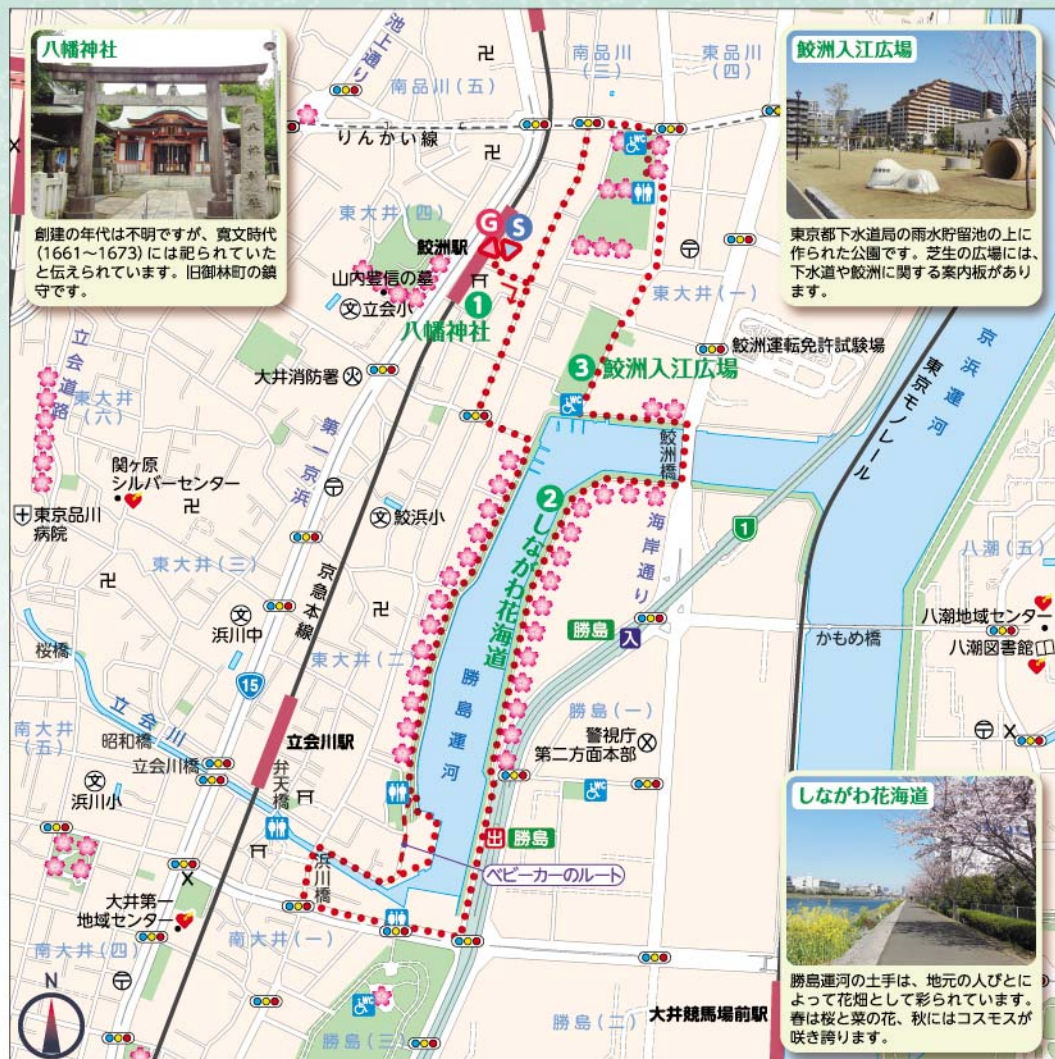 八幡神社
創建の年代は不明ですが、寛文時代
(1661〜1673)には祀られていた
と伝えられています。旧御林町の鎮
守です。
鮫洲入江広場
東京都下水道局の雨水貯留池の上に
作られた公園です。芝生の広場には、
下水道や鮫洲に関する案内板があり
ます。
池上通り
南品川(五)
南品川(三)
東品川(四)
りんかい線
東大井(四)
G
S
鮫洲駅
山内豊信の墓
立会小
文
1
八幡神社
東大井(一)
鮫洲運転免許試験場
3 鮫洲入江広場
WC
大井消防署
立会道路
東大井(六)
第一京浜
鮫洲橋
京浜運河
東京モノレール
関ヶ原
シルバーセンター
東京品川
病院
文 鮫浜小
2
しながわ花海道
海岸通り
1
東大井(三)
文
浜川中
京急本線
勝島
入
八潮(五)
八潮地域センター
八潮図書館
かもめ橋
桜橋
15
東大井(二)
勝島運河
勝島(一)
警視庁
第二方面本部
立会川
南大井(五)
昭和橋
立会川橋
立会川駅
弁天橋
文
浜川小
WC
出 勝島
ベビーカーのルート
浜川橋
大井第一
地域センター
南大井(四)
南大井(一)
WC
勝島(三)
勝島(二)
大井競馬場前駅
N
しながわ花海道
勝島運河の土手は、地元の人びとに
よって花畑として彩られています。
春は桜と菜の花、秋にはコスモスが
咲き誇ります。